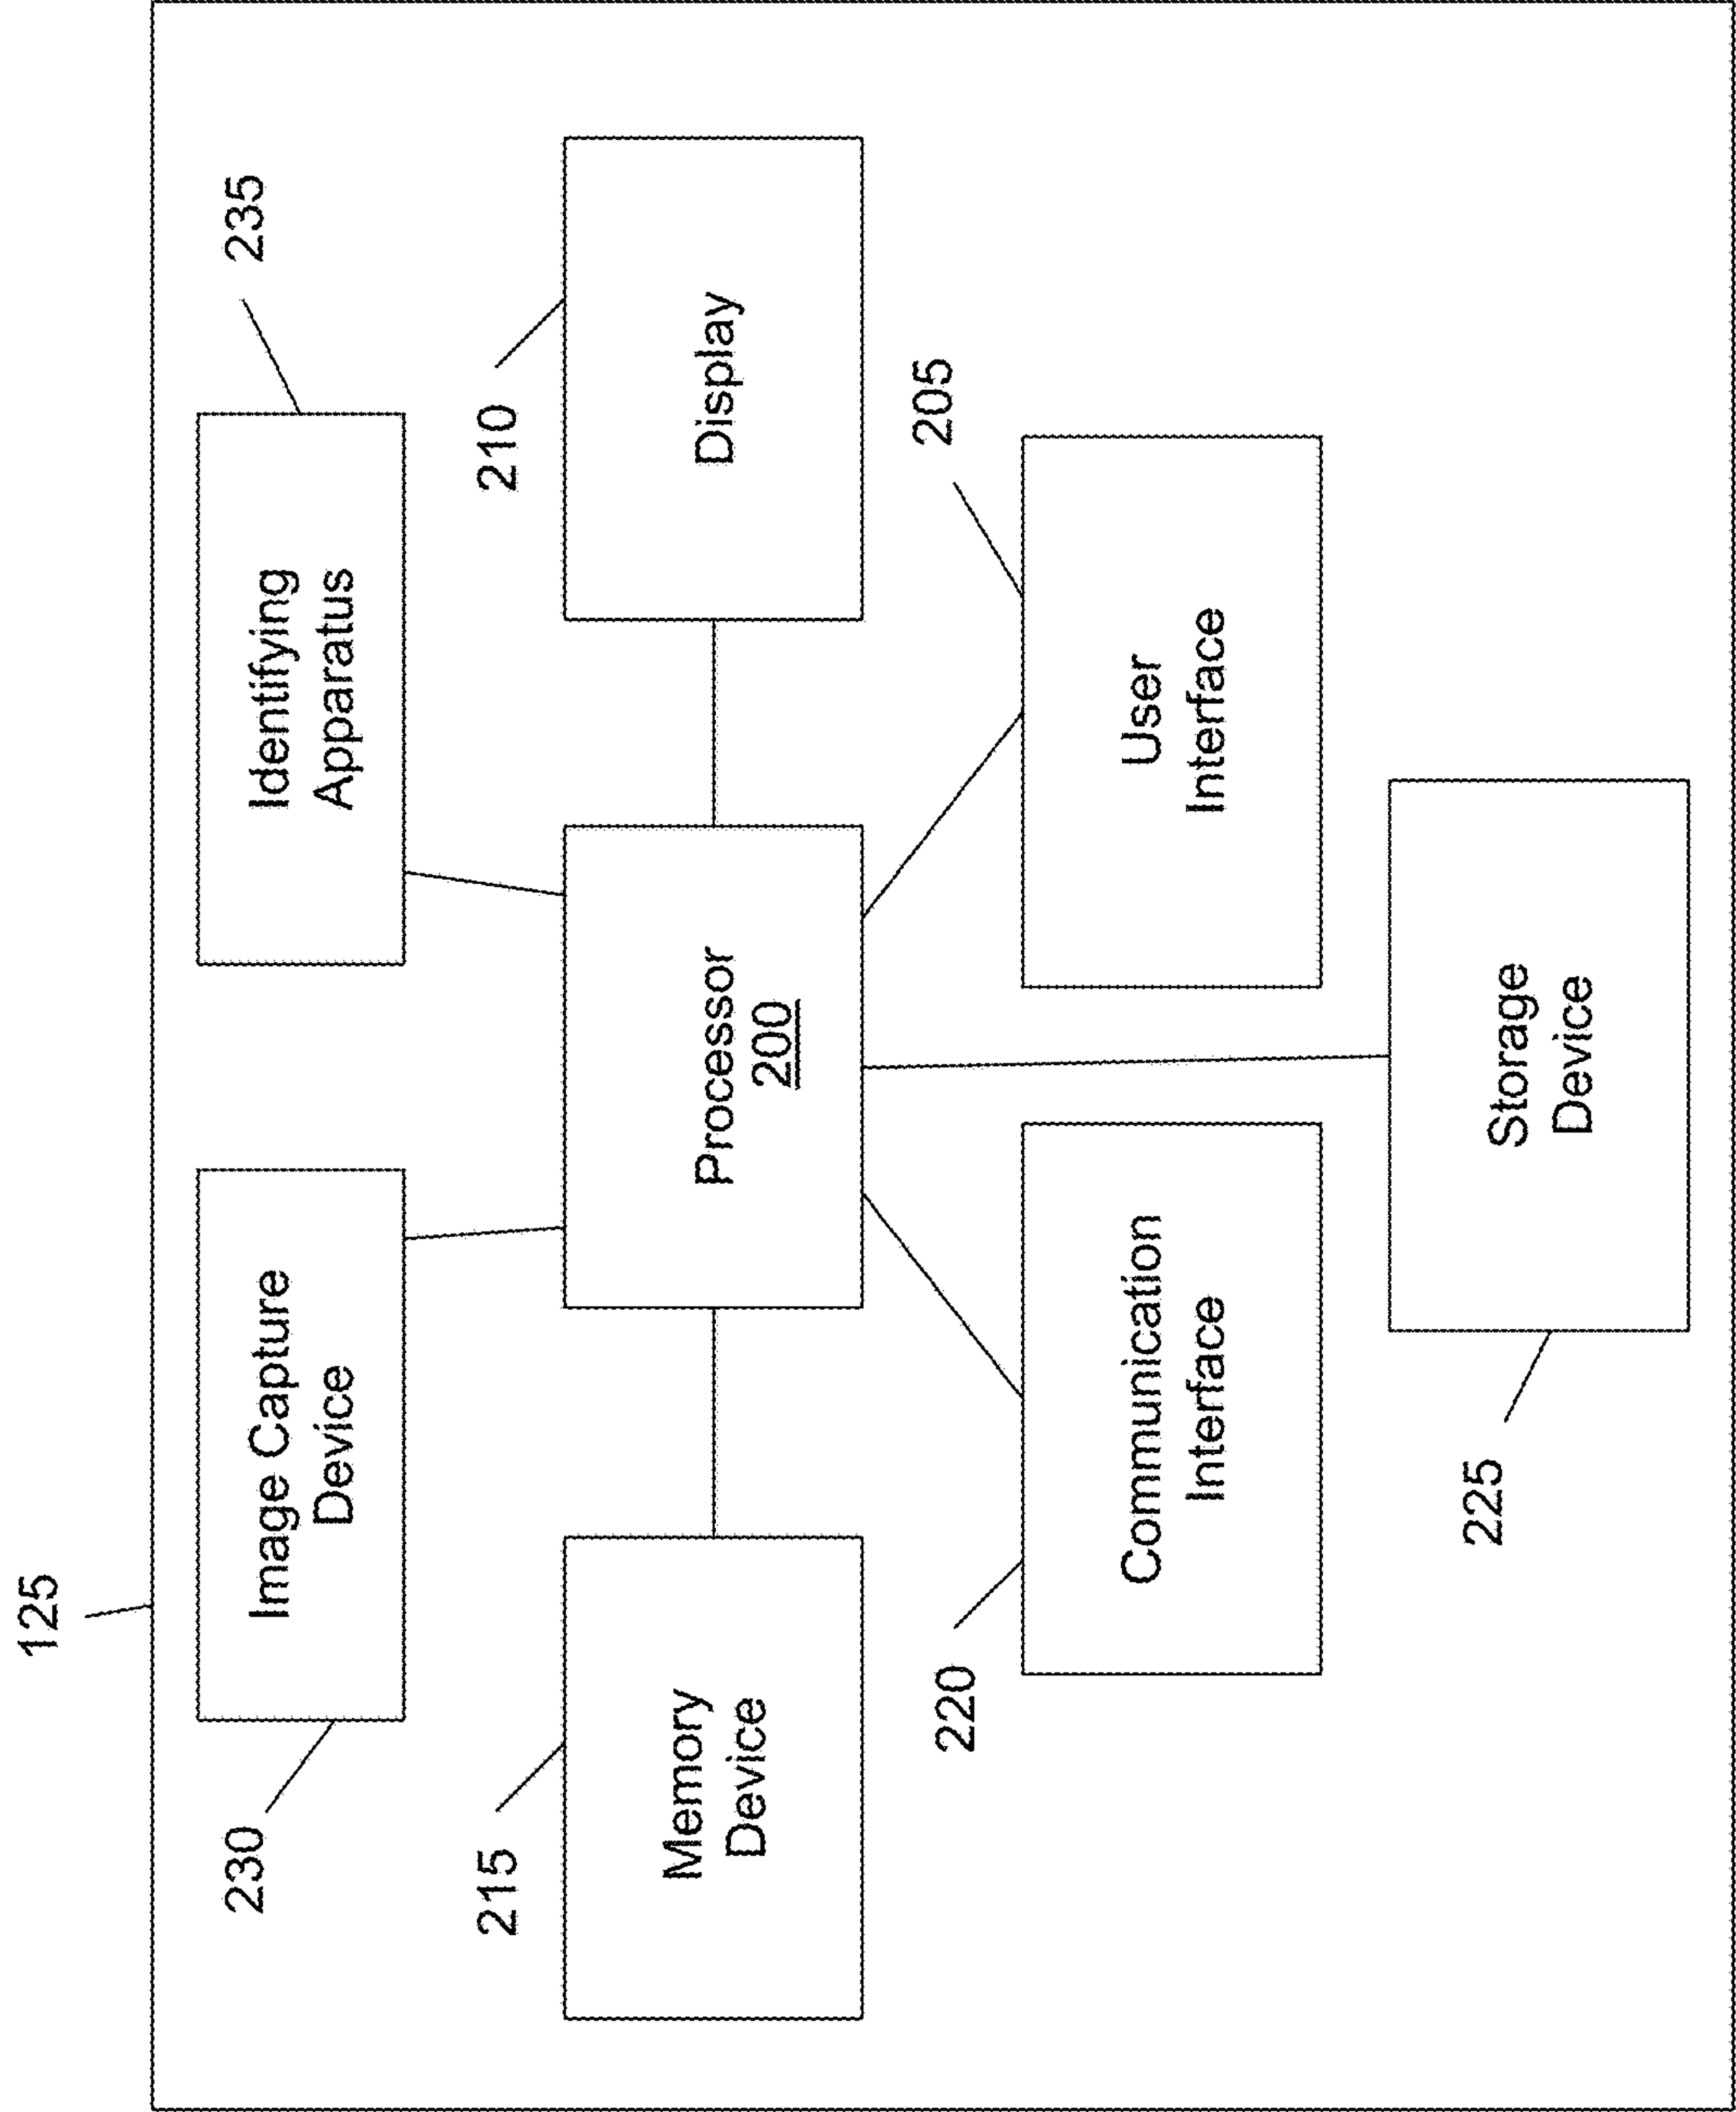 125
230
Image Capture
Device
Identifying
Apparatus
235
215
Memory
Device
Processor
200
210
Display
220
Communication
Interface
User
Interface
205
225
Storage
Device